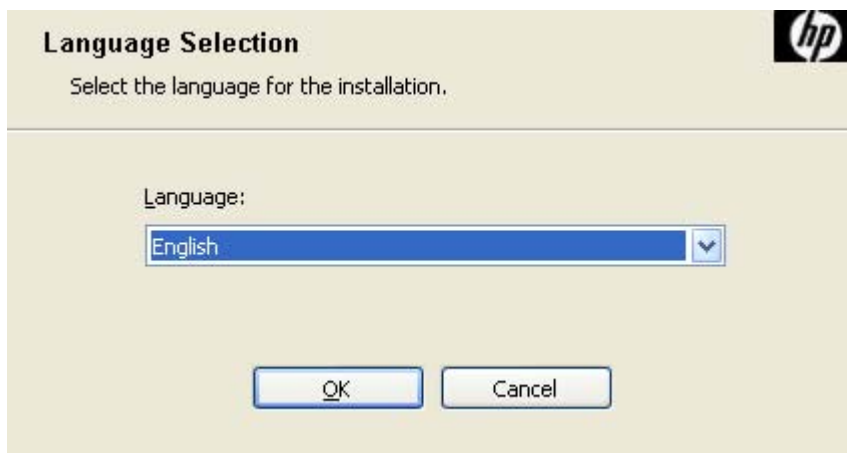 Language Selection
hp
Select the language for the installation.
Language:
English
OK
Cancel